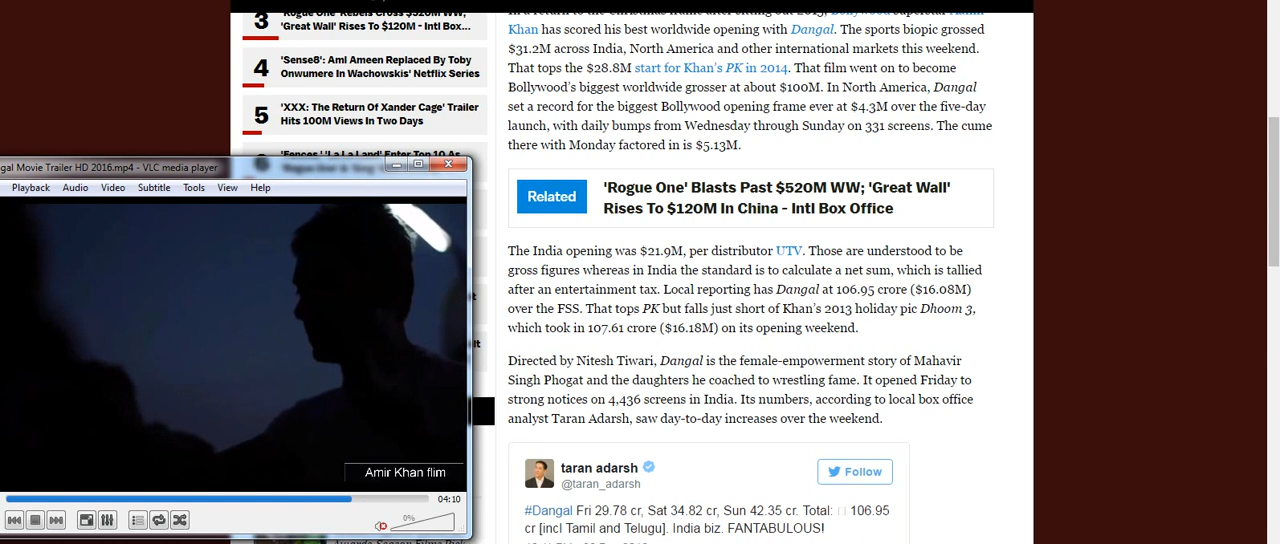 3
'Rogue One' Rebels Cross $520M WW;
'Great Wall' Rises To $120M - Intl Box...
4
'Sense8': Aml Ameen Replaced By Toby
Onwumere In Wachowskis' Netflix Series
5
'XXX: The Return Of Xander Cage' Trailer
Hits 100M Views In Two Days
'Fences,' 'La La Land' Enter Top 10 As
gal Movie Trailer HD 2016.mp4 - VLC media player
Playback Audio Video Subtitle Tools View Help
Amir Khan flim
04:10
0%
Khan has scored his best worldwide opening with Dangal. The sports biopic grossed
$31.2M across India, North America and other international markets this weekend.
That tops the $28.8M start for Khan's PK in 2014. That film went on to become
Bollywood's biggest worldwide grosser at about $100M. In North America, Dangal
set a record for the biggest Bollywood opening frame ever at $4.3M over the five-day
launch, with daily bumps from Wednesday through Sunday on 331 screens. The cume
there with Monday factored in is $5.13M.
Related
'Rogue One' Blasts Past $520M WW; 'Great Wall'
Rises To $120M In China - Intl Box Office
The India opening was $21.9M, per distributor UTV. Those are understood to be
gross figures whereas in India the standard is to calculate a net sum, which is tallied
after an entertainment tax. Local reporting has Dangal at 106.95 crore ($16.08M)
over the FSS. That tops PK but falls just short of Khan's 2013 holiday pic Dhoom 3,
which took in 107.61 crore ($16.18M) on its opening weekend.
Directed by Nitesh Tiwari, Dangal is the female-empowerment story of Mahavir
Singh Phogat and the daughters he coached to wrestling fame. It opened Friday to
strong notices on 4,436 screens in India. Its numbers, according to local box office
analyst Taran Adarsh, saw day-to-day increases over the weekend.
taran adarsh
@taran_adarsh
Follow
#Dangal Fri 29.78 cr, Sat 34.82 cr, Sun 42.35 cr. Total: 106.95
cr [incl Tamil and Telugu]. India biz. FANTABULOUS!